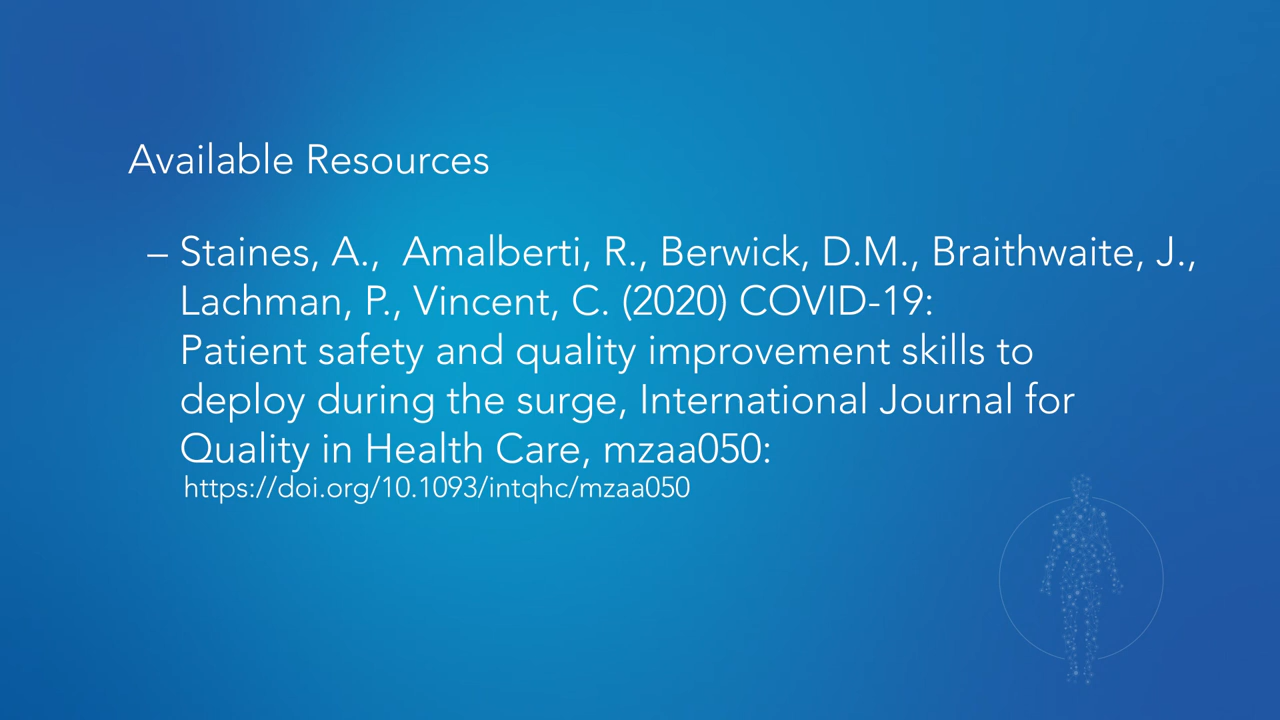 Available Resources
– Staines, A.,  Amalberti, R., Berwick, D.M., Braithwaite, J.,
Lachman, P., Vincent, C. (2020) COVID-19:
Patient safety and quality improvement skills to
deploy during the surge, International Journal for
Quality in Health Care, mzaa050:
https://doi.org/10.1093/intqhc/mzaa050